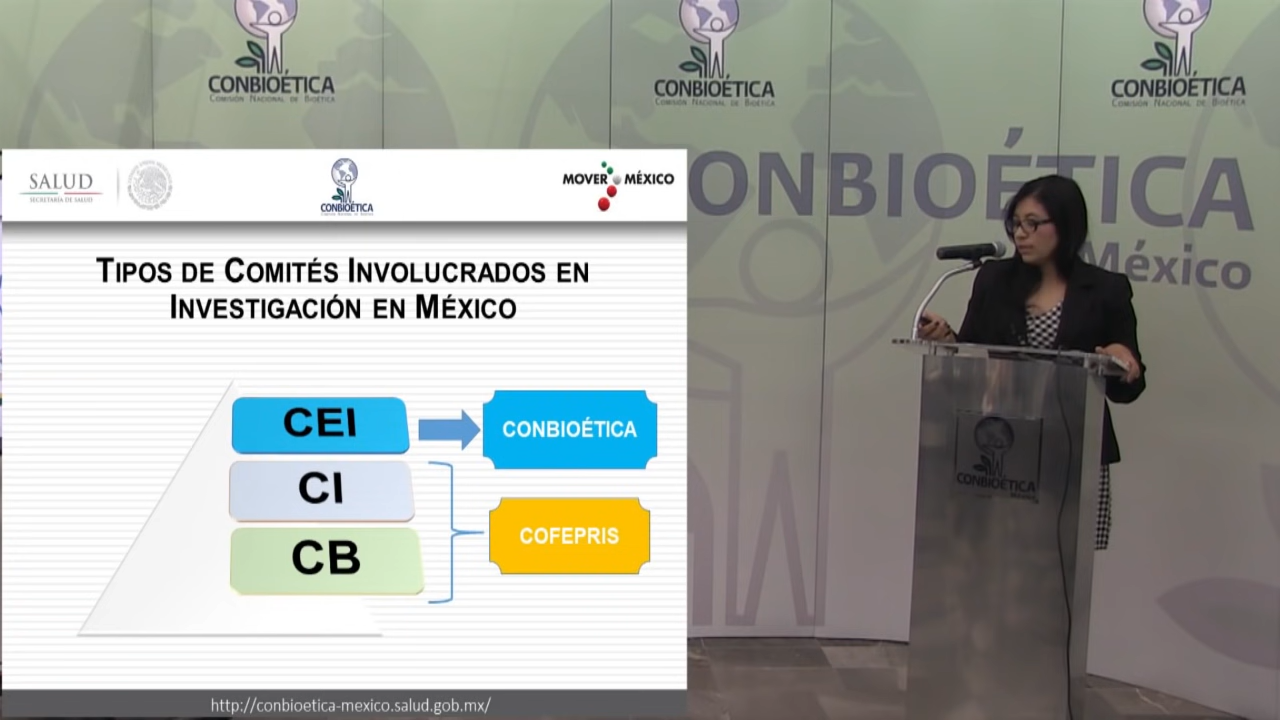 CONBIOÉTICA
COMISIÓN NACIONAL DE BIOÉTICA
CONBIOÉTICA
COMISIÓN NACIONAL DE BIOÉTICA
CONBIOÉTICA
COMISIÓN NACIONAL DE BIOÉTICA
ONBIOÉTICA
México
SALUD
SECRETARÍA DE SALUD
CONBIOÉTICA
MOVER MÉXICO
TIPOS DE COMITÉS INVOLUCRADOS EN
INVESTIGACIÓN EN MÉXICO
CEI
CONBIOÉTICA
CI
CB
COFEPRIS
http://conbioetica-mexico.salud.gob.mx/
CONBIOÉTICA
México